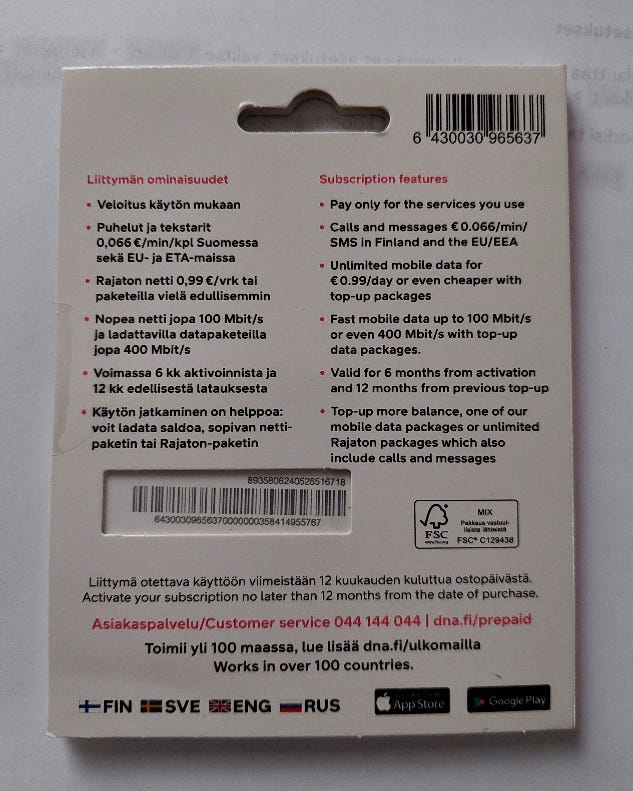 6 430030 965637
Liittymän ominaisuudet
• Veloitus käytön mukaan
• Puhelut ja tekstarit
0,066 €/min/kpl Suomessa
sekä EU- ja ETA-maissa
• Rajaton netti 0,99 €/vrk tai
paketeilla vielä edullisemmin
• Nopea netti jopa 100 Mbit/s
ja ladattavilla datapaketeilla
jopa 400 Mbit/s
• Voimassa 6 kk aktivoinnista ja
12 kk edellisestä latauksesta
• Käytön jatkaminen on helppoa:
voit ladata saldoa, sopivan netti-
paketin tai Rajaton-paketin
Subscription features
• Pay only for the services you use
• Calls and messages €0.066/min/
SMS in Finland and the EU/EEA
• Unlimited mobile data for
€0.99/day or even cheaper with
top-up packages
• Fast mobile data up to 100 Mbit/s
or even 400 Mbit/s with top-up
data packages.
• Valid for 6 months from activation
and 12 months from previous top-up
• Top-up more balance, one of our
mobile data packages or unlimited
Rajaton packages which also
include calls and messages
8935806240526516718
6430030965637000000358414955767
FSC
www.fsc.org
MIX
Pakkaus vastuul-
lisista lähteistä
FSC® C129438
Liittymä otettava käyttöön viimeistään 12 kuukauden kuluttua ostopäivästä.
Activate your subscription no later than 12 months from the date of purchase.
Asiakaspalvelu/Customer service 044 144 044 | dna.fi/prepaid
Toimii yli 100 maassa, lue lisää dna.fi/ulkomailla
Works in over 100 countries.
FIN SVE ENG RUS
App Store
Google Play